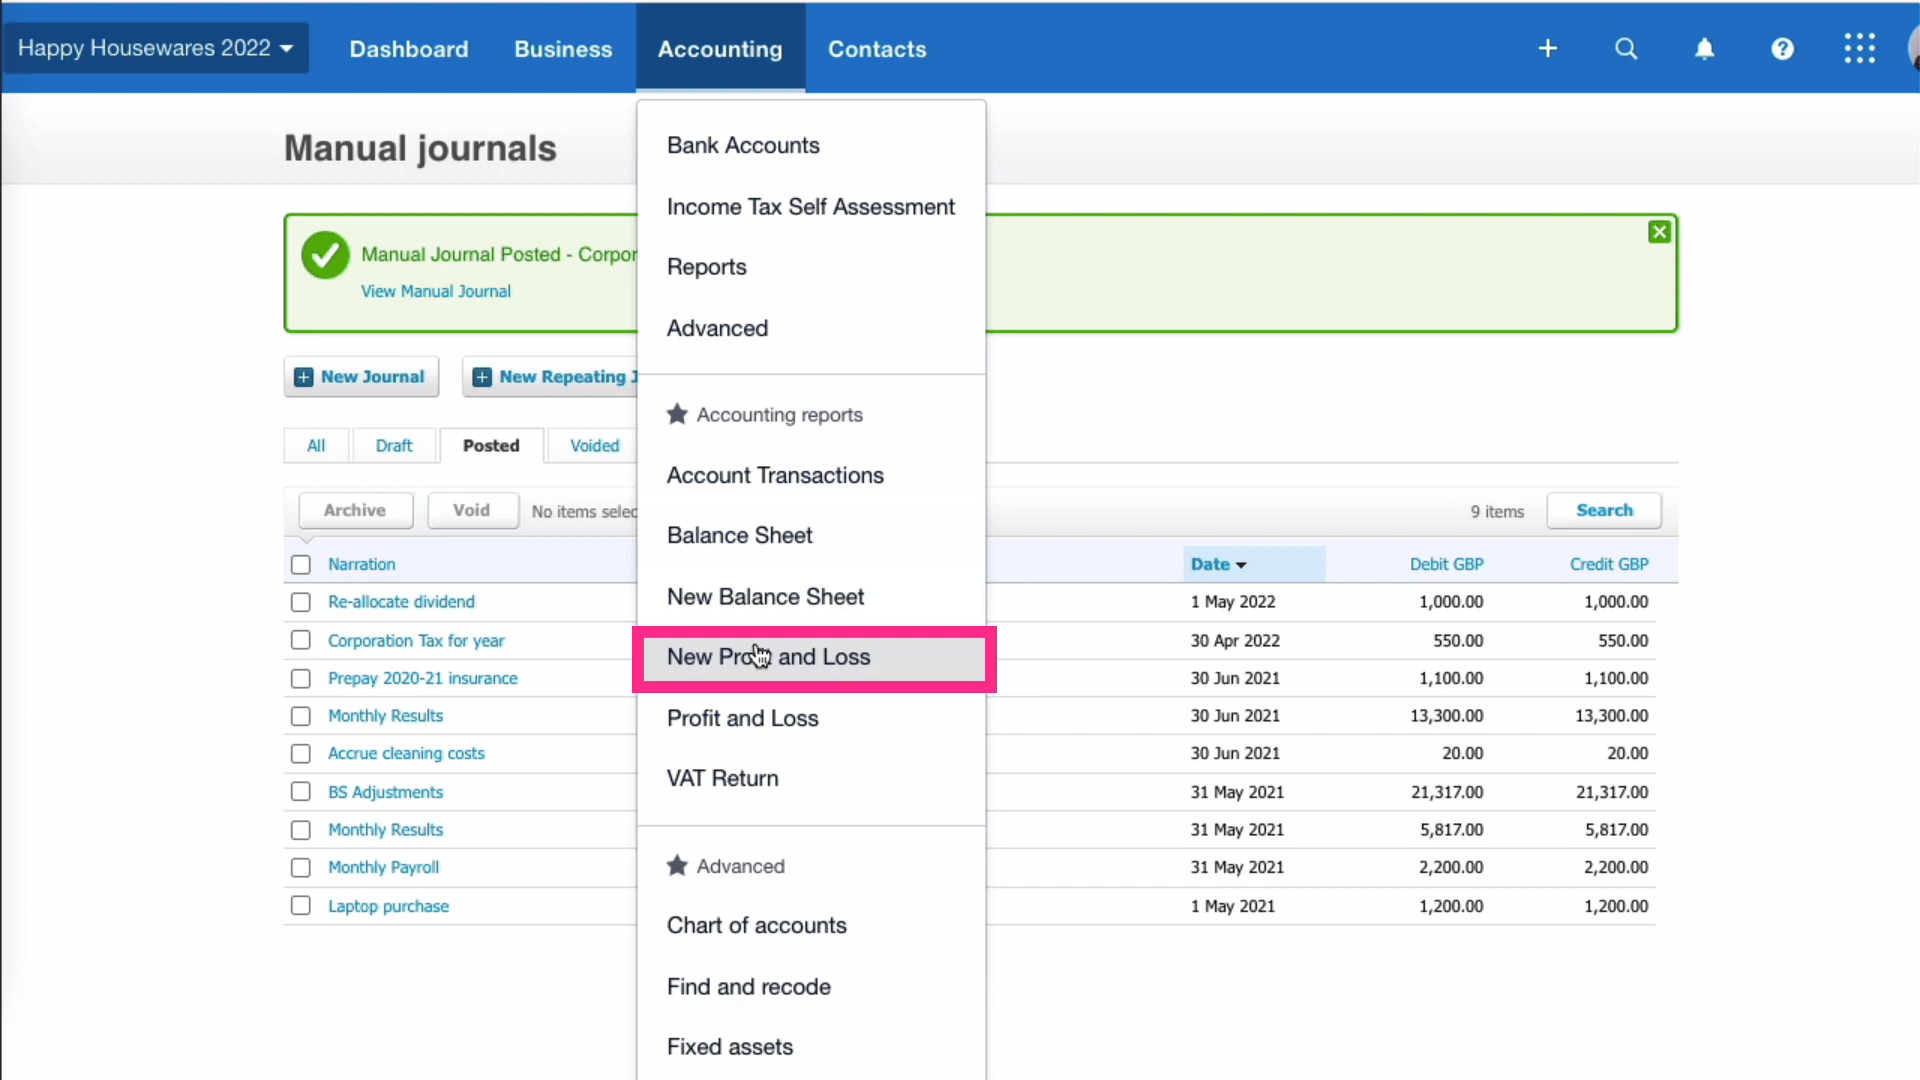 Happy Housewares 2022
Dashboard
Business
Accounting
Contacts
Manual journals
Bank Accounts
Income Tax Self Assessment
Reports
Advanced
Accounting reports
Account Transactions
Balance Sheet
New Balance Sheet
New Profit and Loss
Profit and Loss
VAT Return
Advanced
Chart of accounts
Find and recode
Fixed assets
Manual Journal Posted - Corpor
View Manual Journal
New Journal
New Repeating J
All
Draft
Posted
Voided
Archive
Void
No items selec
9 items
Search
Narration Date Debit GBP Credit GBP
Re-allocate dividend 1 May 2022 1,000.00 1,000.00
Corporation Tax for year 30 Apr 2022 550.00 550.00
Prepay 2020-21 insurance 30 Jun 2021 1,100.00 1,100.00
Monthly Results 30 Jun 2021 13,300.00 13,300.00
Accrue cleaning costs 30 Jun 2021 20.00 20.00
BS Adjustments 31 May 2021 21,317.00 21,317.00
Monthly Results 31 May 2021 5,817.00 5,817.00
Monthly Payroll 31 May 2021 2,200.00 2,200.00
Laptop purchase 1 May 2021 1,200.00 1,200.00